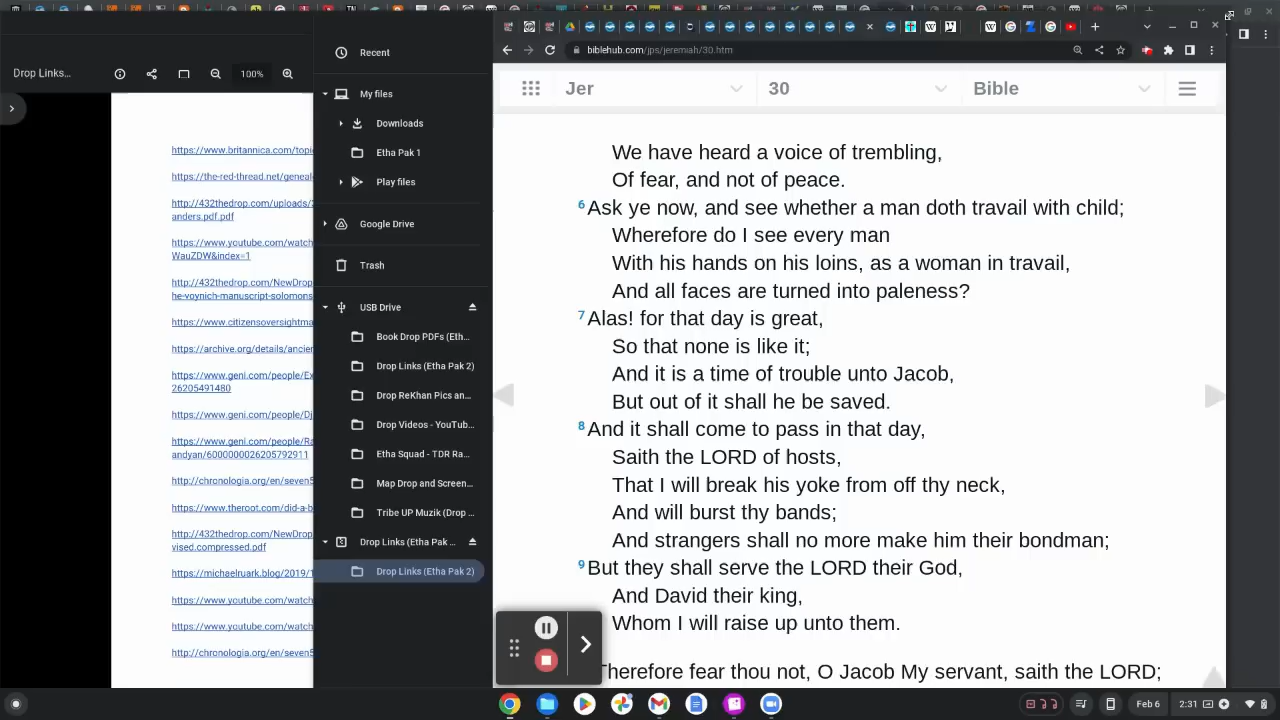 Drop Links...
100%
https://www.britannica.com/topi
https://the-red-thread.net/geneal
http://432thedrop.com/uploads/
anders.pdf.pdf
https://www.youtube.com/watch
WauZDW&index=1
http://432thedrop.com/NewDrop
he-voynich-manuscript-solomons
https://www.citizensoversightma
https://archive.org/details/ancier
https://www.geni.com/people/Ex
26205491480
https://www.geni.com/people/Dj
https://www.geni.com/people/Ra
andyan/6000000026205792911
http://chronologia.org/en/seven5
https://www.theroot.com/did-a-b
http://432thedrop.com/NewDrop
vised.compressed.pdf
https://michaelruark.blog/2019/1
https://www.youtube.com/watch
https://www.youtube.com/watch
http://chronologia.org/en/seven5
Recent
My files
Downloads
Etha Pak 1
Play files
Google Drive
Trash
USB Drive
Book Drop PDFs (Eth...
Drop Links (Etha Pak 2)
Drop ReKhan Pics an...
Drop Videos - YouTub...
Etha Squad - TDR Ra...
Map Drop and Screen...
Tribe UP Muzik (Drop ...
Drop Links (Etha Pak ...
Drop Links (Etha Pak 2)
biblehub.com/jps/jeremiah/30.htm
Jer
30
Bible
We have heard a voice of trembling,
Of fear, and not of peace.
6 Ask ye now, and see whether a man doth travail with child;
Wherefore do I see every man
With his hands on his loins, as a woman in travail,
And all faces are turned into paleness?
7 Alas! for that day is great,
So that none is like it;
And it is a time of trouble unto Jacob,
But out of it shall he be saved.
8 And it shall come to pass in that day,
Saith the LORD of hosts,
That I will break his yoke from off thy neck,
And will burst thy bands;
And strangers shall no more make him their bondman;
9 But they shall serve the LORD their God,
And David their king,
Whom I will raise up unto them.
Therefore fear thou not, O Jacob My servant, saith the LORD;
Feb 6
2:31